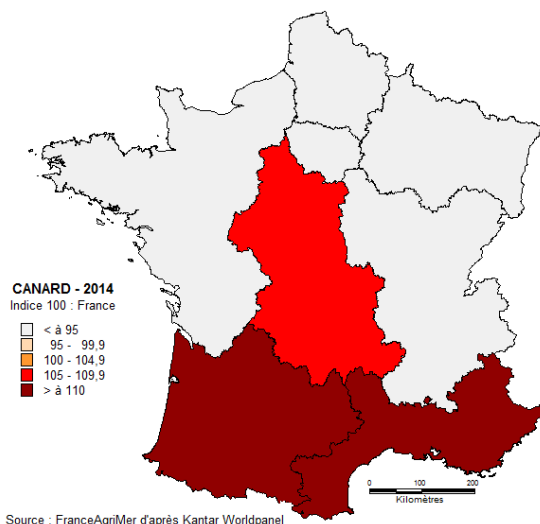 CANARD - 2014
Indice 100 : France
< à 95
95 - 99,9
100 - 104,9
105 - 109,9
> à 110
0 100 200
Kilomètres
Source : FranceAgriMer d'après Kantar Worldpanel